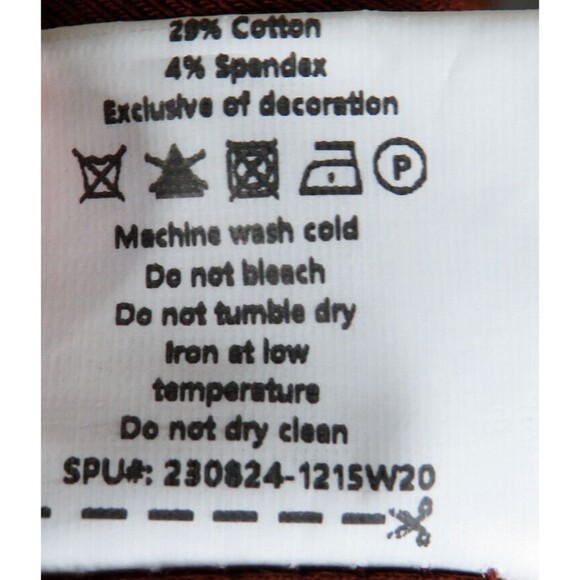 29% Cotton
4% Spandex
Exclusive of decoration
P
Machine wash cold
Do not bleach
Do not tumble dry
Iron at low
temperature
Do not dry clean
SPU#: 230824-1215W20